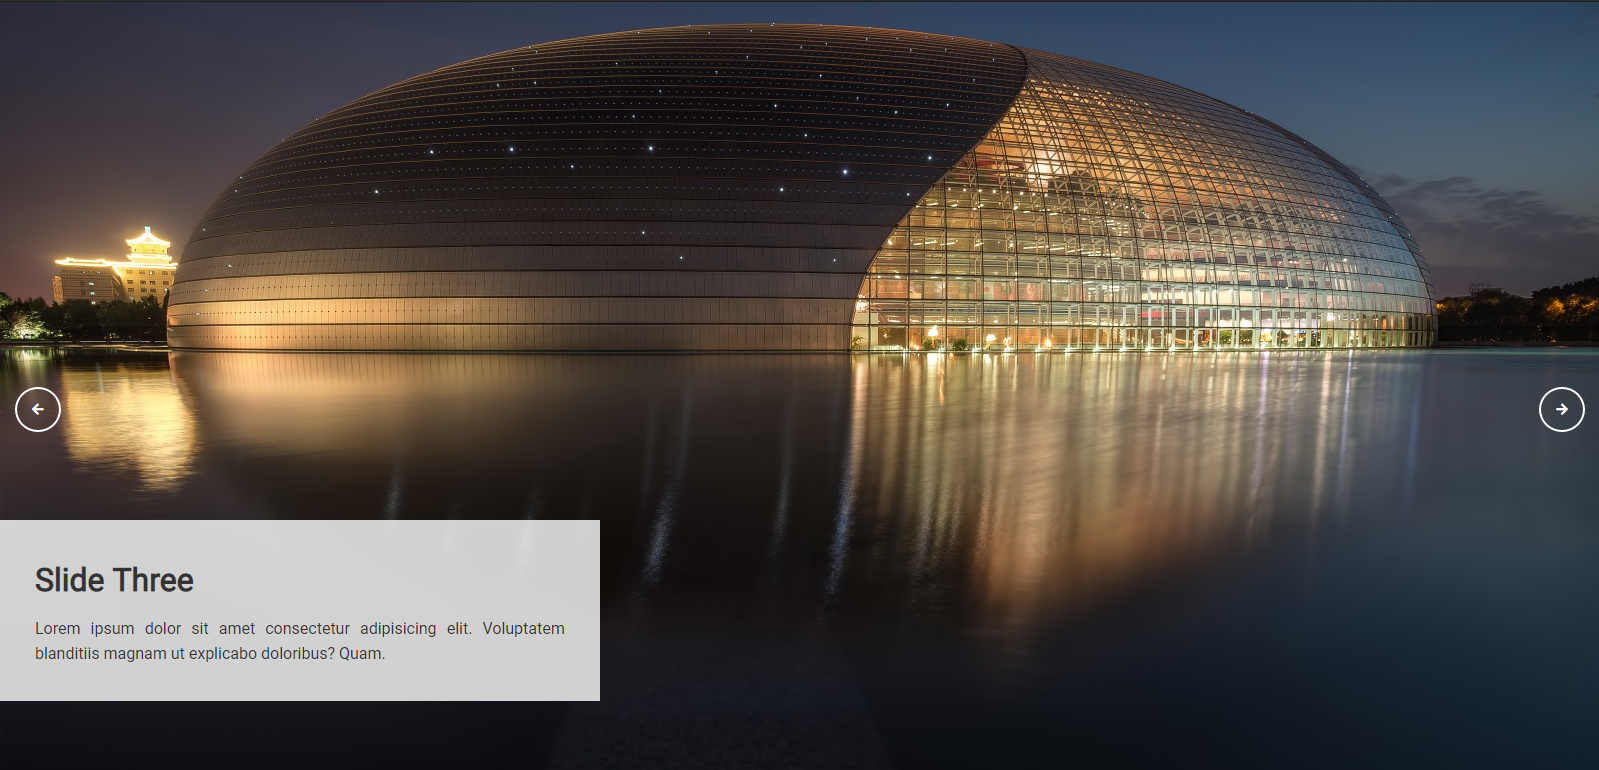 Slide Three
Lorem ipsum dolor sit amet consectetur adipisicing elit. Voluptatem
blanditiis magnam ut explicabo doloribus? Quam.